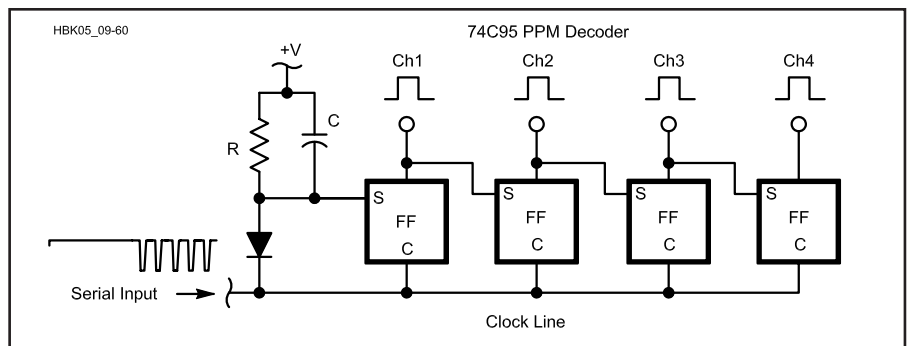 HBK05_09-60
74C95 PPM Decoder
+V
Ch1 Ch2 Ch3 Ch4
R C
S S S S
FF FF FF FF
C C C C
Serial Input
Clock Line